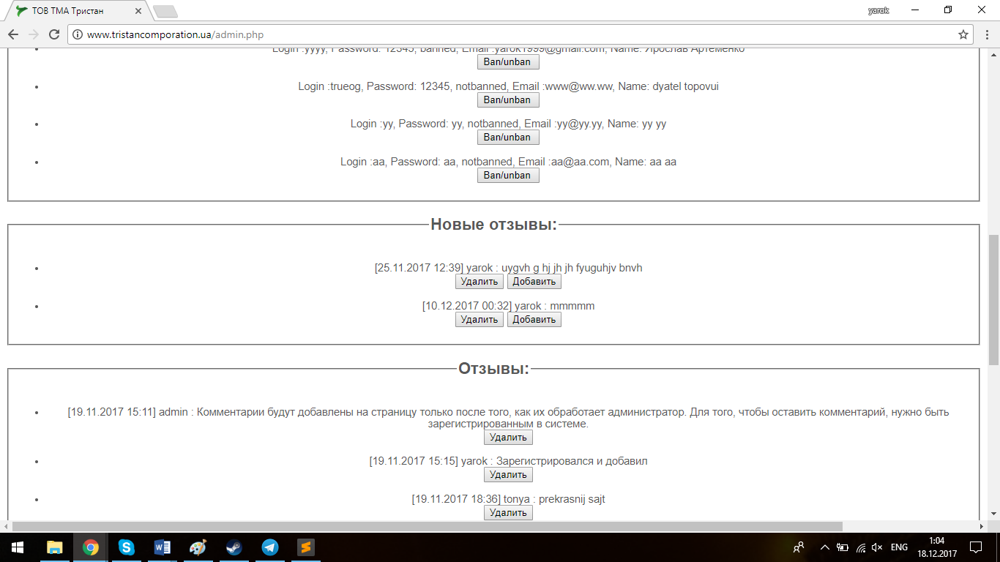 ТОВ ТМА Тристан
yarok
www.tristancomporation.ua/admin.php
Login :yyyy, Password: 12345, banned, Email :yarok1999@gmail.com, Name: Ярослав Артеменко
Ban/unban
Login :trueog, Password: 12345, notbanned, Email :www@ww.ww, Name: dyatel topovui
Ban/unban
Login :yy, Password: yy, notbanned, Email :yy@yy.yy, Name: yy yy
Ban/unban
Login :aa, Password: aa, notbanned, Email :aa@aa.com, Name: aa aa
Ban/unban
Новые отзывы:
[25.11.2017 12:39] yarok : uygvh g hj jh jh fyuguhjv bnvh
Удалить Добавить
[10.12.2017 00:32] yarok : mmmmm
Удалить Добавить
Отзывы:
[19.11.2017 15:11] admin : Комментарии будут добавлены на страницу только после того, как их обработает администратор. Для того, чтобы оставить комментарий, нужно быть
зарегистрированным в системе.
Удалить
[19.11.2017 15:15] yarok : Зарегистрировался и добавил
Удалить
[19.11.2017 18:36] tonya : prekrasnij sajt
Удалить
ENG
1:04
18.12.2017